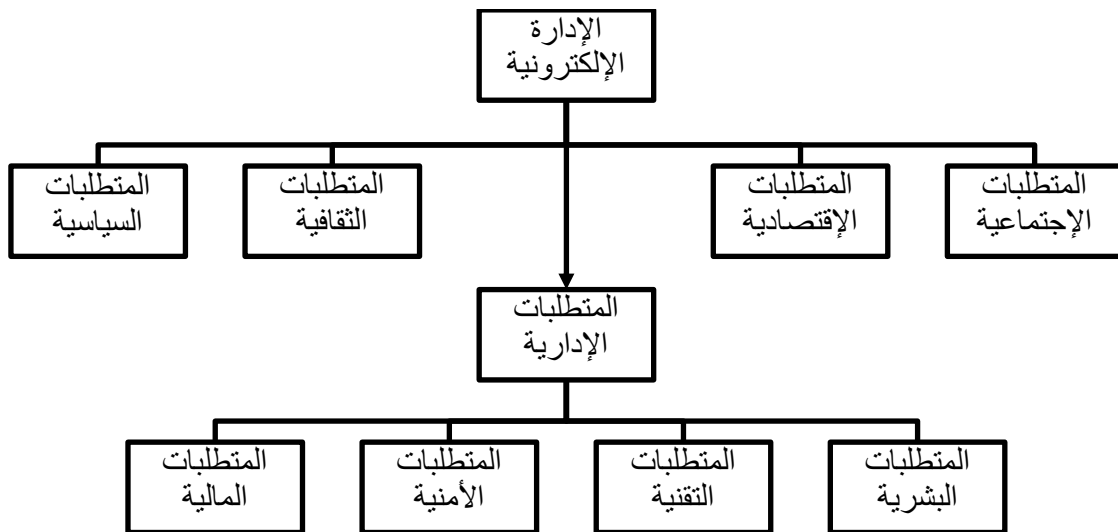 الإدارة
الإلكترونية
المتطلبات
الإجتماعية
المتطلبات
الإقتصادية
المتطلبات
الثقافية
المتطلبات
السياسية
المتطلبات
الإدارية
المتطلبات
البشرية
المتطلبات
التقنية
المتطلبات
الأمنية
المتطلبات
المالية